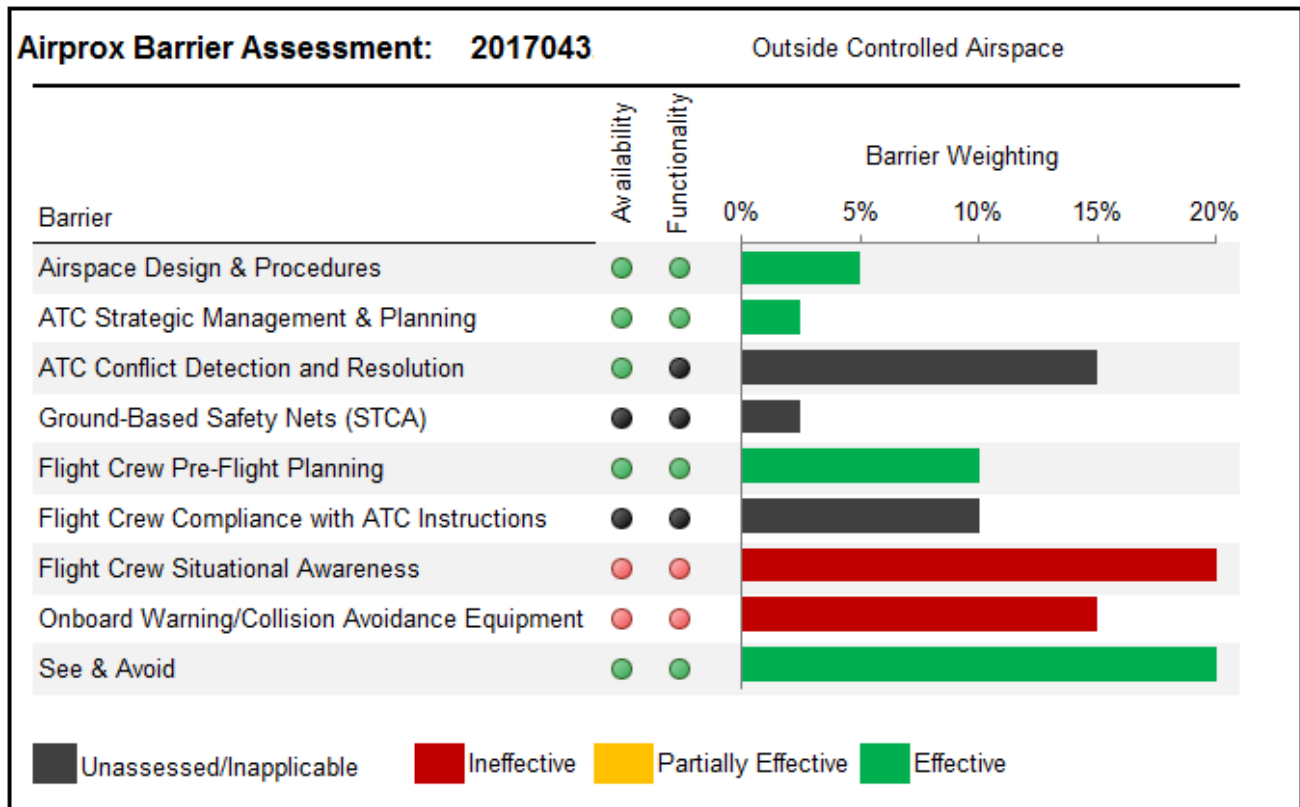 Airprox Barrier Assessment: 2017043 Outside Controlled Airspace
Availability
Functionality
Barrier Weighting
Barrier
0% 5% 10% 15% 20%
Airspace Design & Procedures
ATC Strategic Management & Planning
ATC Conflict Detection and Resolution
Ground-Based Safety Nets (STCA)
Flight Crew Pre-Flight Planning
Flight Crew Compliance with ATC Instructions
Flight Crew Situational Awareness
Onboard Warning/Collision Avoidance Equipment
See & Avoid
Unassessed/Inapplicable Ineffective Partially Effective Effective